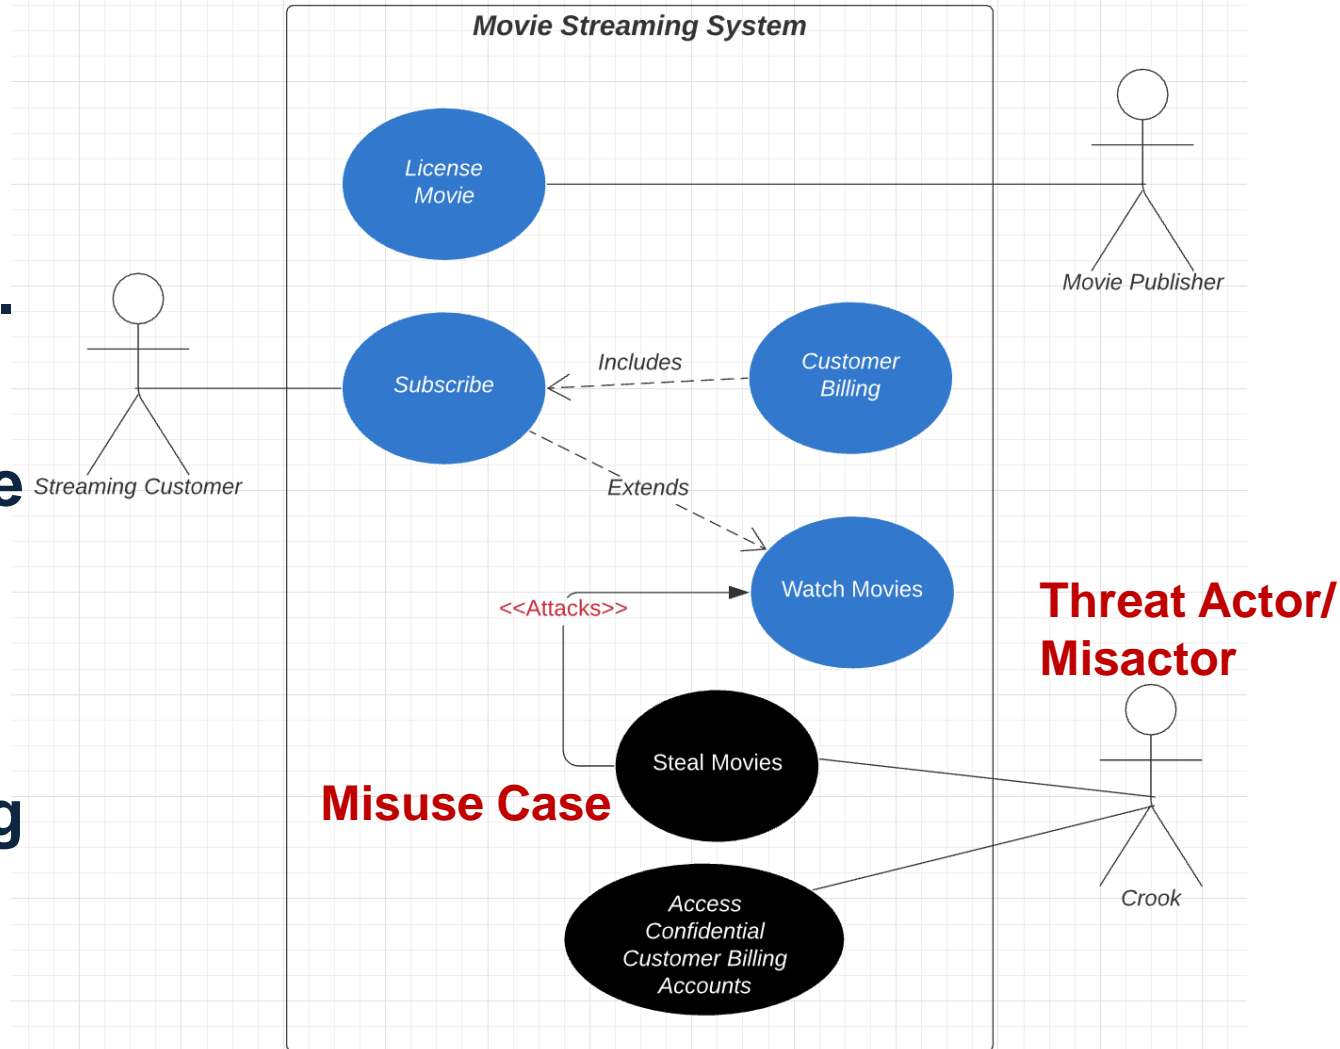 Movie Streaming System
License
Movie
Movie Publisher
.
Subscribe
Includes
Customer
Billing
e
Streaming Customer
Extends
Watch Movies
<<Attacks>>
Threat Actor/
Misactor
Steal Movies
Misuse Case
g
Crook
Access
Confidential
Customer Billing
Accounts